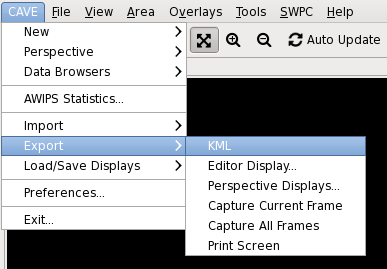 CAVE File View Area Overlays Tools SWPC Help
New
Perspective
Data Browsers
AWIPS Statistics...
Import
Export
Load/Save Displays
Preferences...
Exit...
Auto Update
KML
Editor Display...
Perspective Displays...
Capture Current Frame
Capture All Frames
Print Screen